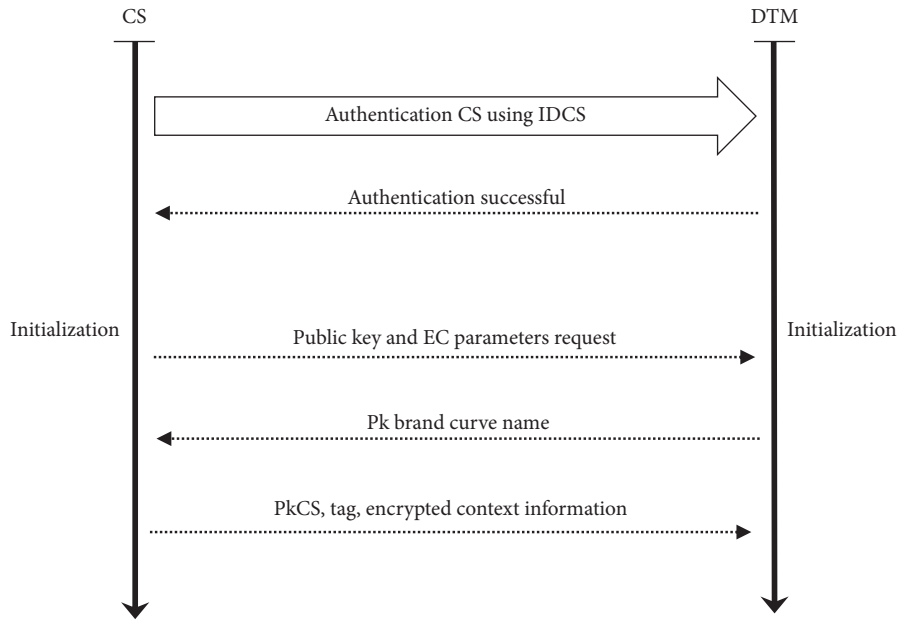 CS
DTM
Authentication CS using IDCS
Authentication successful
Initialization
Initialization
Public key and EC parameters request
Pk brand curve name
PkCS, tag, encrypted context information